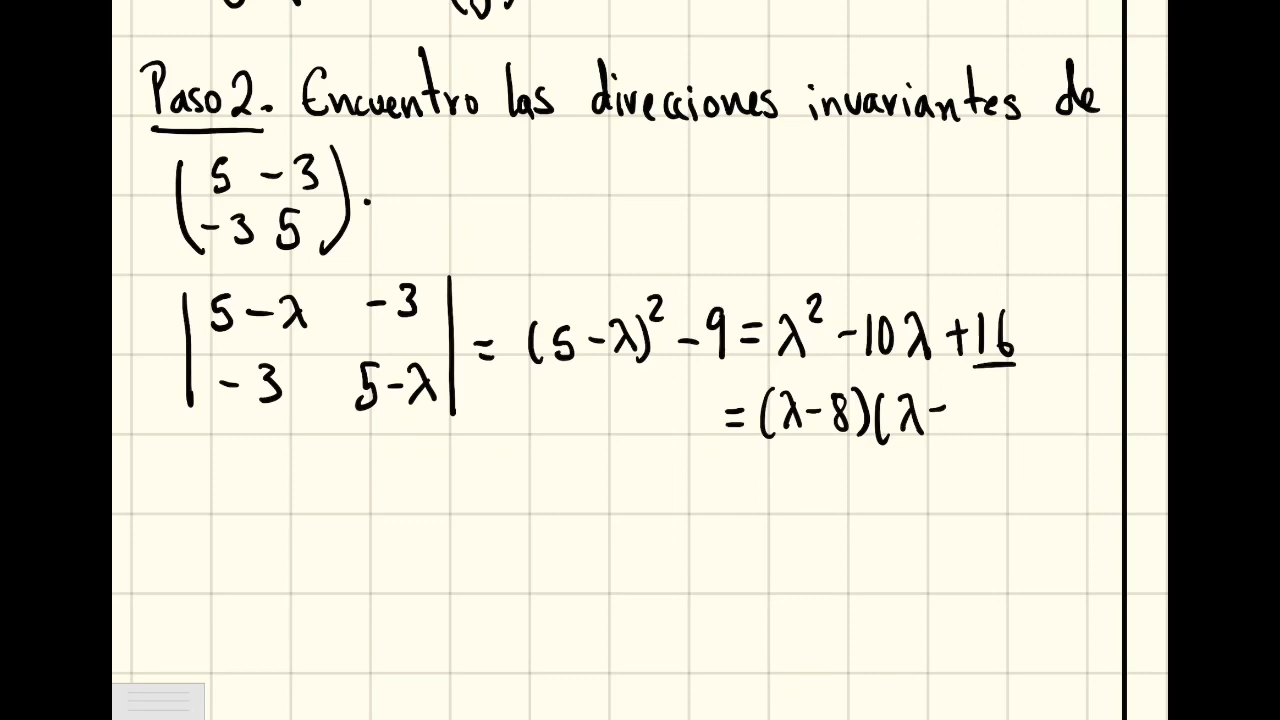 Paso 2. Encuentro las direcciones invariantes de
( 5 -3
-3 5 ).
| 5-λ -3
-3 5-λ | = (5-λ)² - 9 = λ² - 10λ + 16
= (λ-8)(λ-